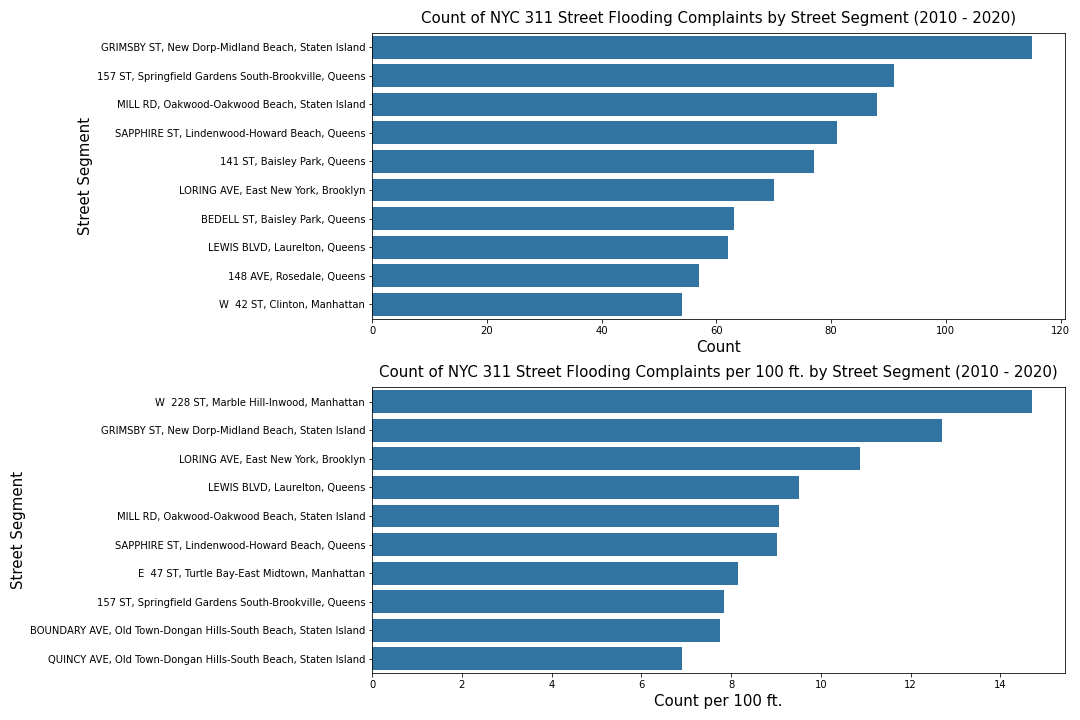 Count of NYC 311 Street Flooding Complaints by Street Segment (2010 - 2020)
Street Segment
GRIMSBY ST, New Dorp-Midland Beach, Staten Island
157 ST, Springfield Gardens South-Brookville, Queens
MILL RD, Oakwood-Oakwood Beach, Staten Island
SAPPHIRE ST, Lindenwood-Howard Beach, Queens
141 ST, Baisley Park, Queens
LORING AVE, East New York, Brooklyn
BEDELL ST, Baisley Park, Queens
LEWIS BLVD, Laurelton, Queens
148 AVE, Rosedale, Queens
W  42 ST, Clinton, Manhattan
0 20 40 60 80 100 120
Count
Count of NYC 311 Street Flooding Complaints per 100 ft. by Street Segment (2010 - 2020)
Street Segment
W  228 ST, Marble Hill-Inwood, Manhattan
GRIMSBY ST, New Dorp-Midland Beach, Staten Island
LORING AVE, East New York, Brooklyn
LEWIS BLVD, Laurelton, Queens
MILL RD, Oakwood-Oakwood Beach, Staten Island
SAPPHIRE ST, Lindenwood-Howard Beach, Queens
E  47 ST, Turtle Bay-East Midtown, Manhattan
157 ST, Springfield Gardens South-Brookville, Queens
BOUNDARY AVE, Old Town-Dongan Hills-South Beach, Staten Island
QUINCY AVE, Old Town-Dongan Hills-South Beach, Staten Island
0 2 4 6 8 10 12 14
Count per 100 ft.